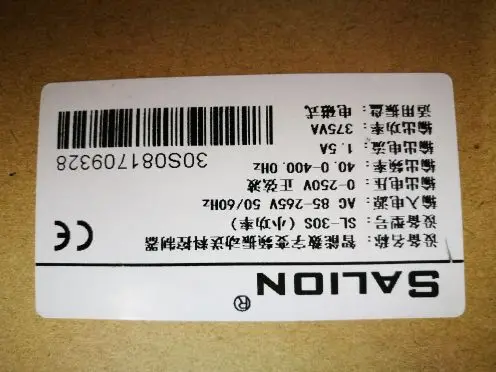 SALION ®
设备名称: 智能数字变频振动送料控制器
设备型号: SL-30S (小功率)
输入电源: AC 85-265V 50/60Hz
输出电压: 0-250V 正弦波
输出频率: 40.0-400.0Hz
输出电流: 1.5A
输出功率: 375VA
适用振盘: 电磁式
CE
30S081709328